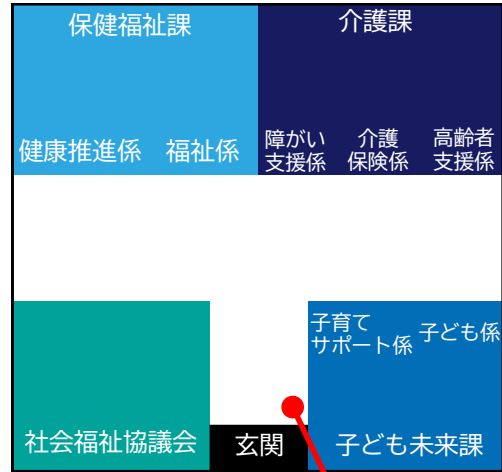 保健福祉課
介護課
健康推進係
福祉係
障がい
支援係
介護
保険係
高齢者
支援係
子育て
サポート係
子ども係
社会福祉協議会
玄関
子ども未来課